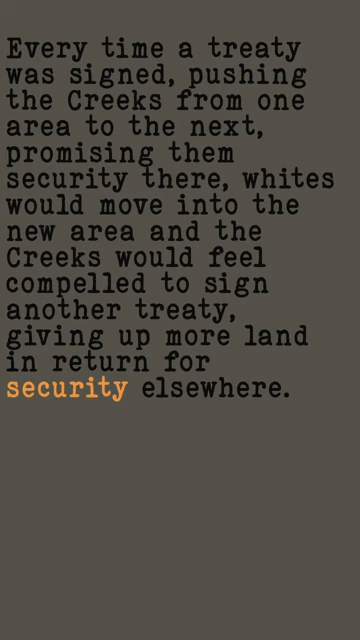 Every time a treaty
was signed, pushing
the Creeks from one
area to the next,
promising them
security there, whites
would move into the
new area and the
Creeks would feel
compelled to sign
another treaty,
giving up more land
in return for
security elsewhere.